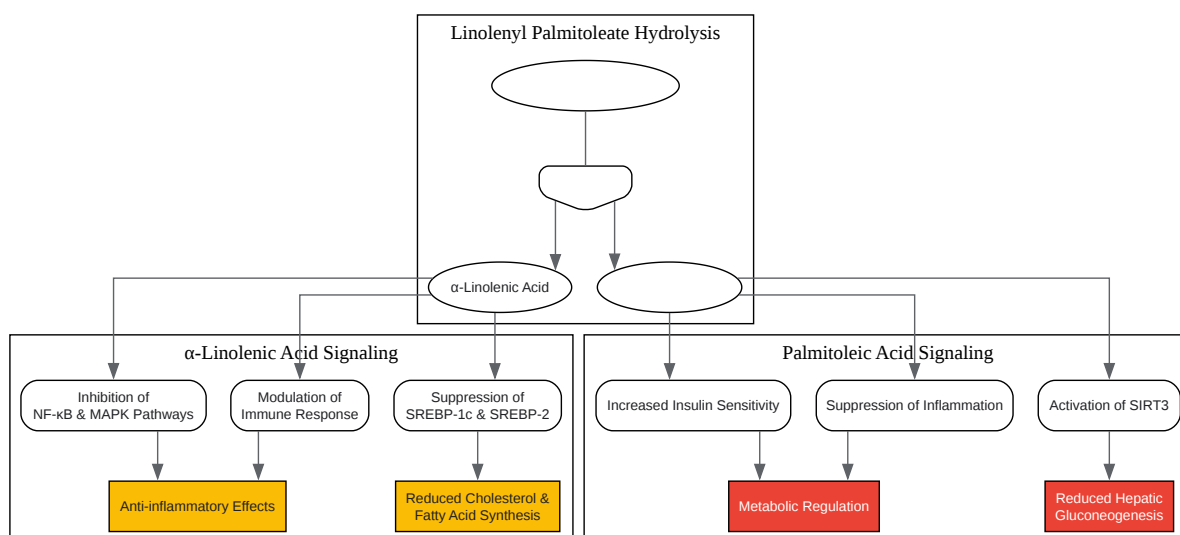 Linolenyl Palmitoleate Hydrolysis
α-Linolenic Acid
α-Linolenic Acid Signaling
Palmitoleic Acid Signaling
Inhibition of
NF-κB & MAPK Pathways
Modulation of
Immune Response
Suppression of
SREBP-1c & SREBP-2
Increased Insulin Sensitivity
Suppression of Inflammation
Activation of SIRT3
Anti-inflammatory Effects
Reduced Cholesterol &
Fatty Acid Synthesis
Metabolic Regulation
Reduced Hepatic
Gluconeogenesis